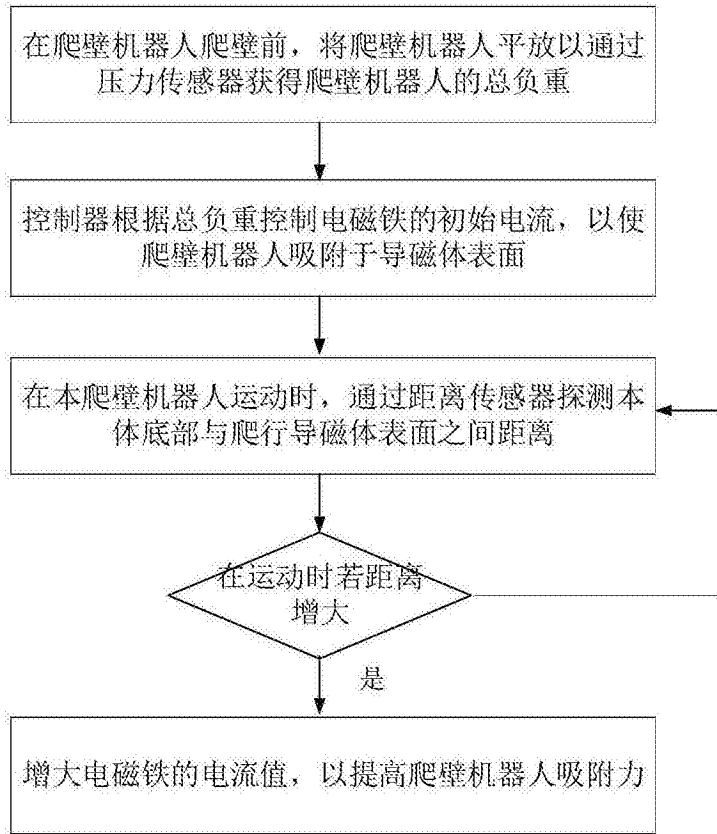 在爬壁机器人爬壁前，将爬壁机器人平放以通过
压力传感器获得爬壁机器人的总负重
控制器根据总负重控制电磁铁的初始电流，以使
爬壁机器人吸附于导磁体表面
在本爬壁机器人运动时，通过距离传感器探测本
体底部与爬行导磁体表面之间距离
在运动时若距离
增大
是
增大电磁铁的电流值，以提高爬壁机器人吸附力